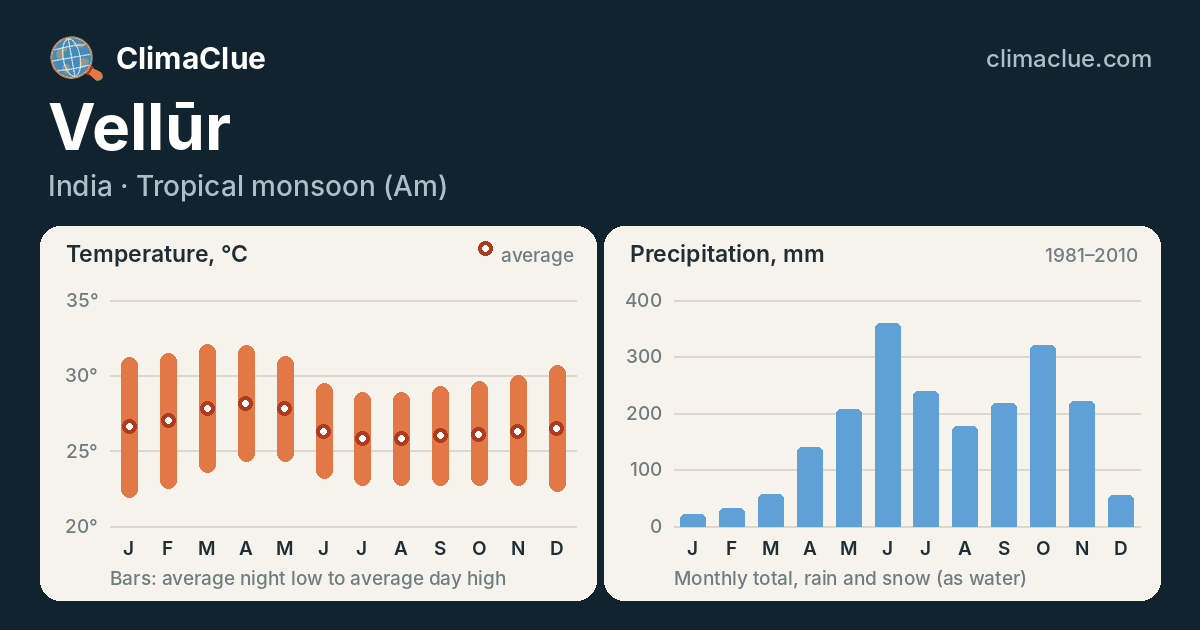 ClimaClue
climaclue.com
Vellūr
India · Tropical monsoon (Am)
Temperature, °C
average
35°
30°
25°
20°
J F M A M J J A S O N D
Bars: average night low to average day high
Precipitation, mm
1981–2010
400
300
200
100
0
J F M A M J J A S O N D
Monthly total, rain and snow (as water)